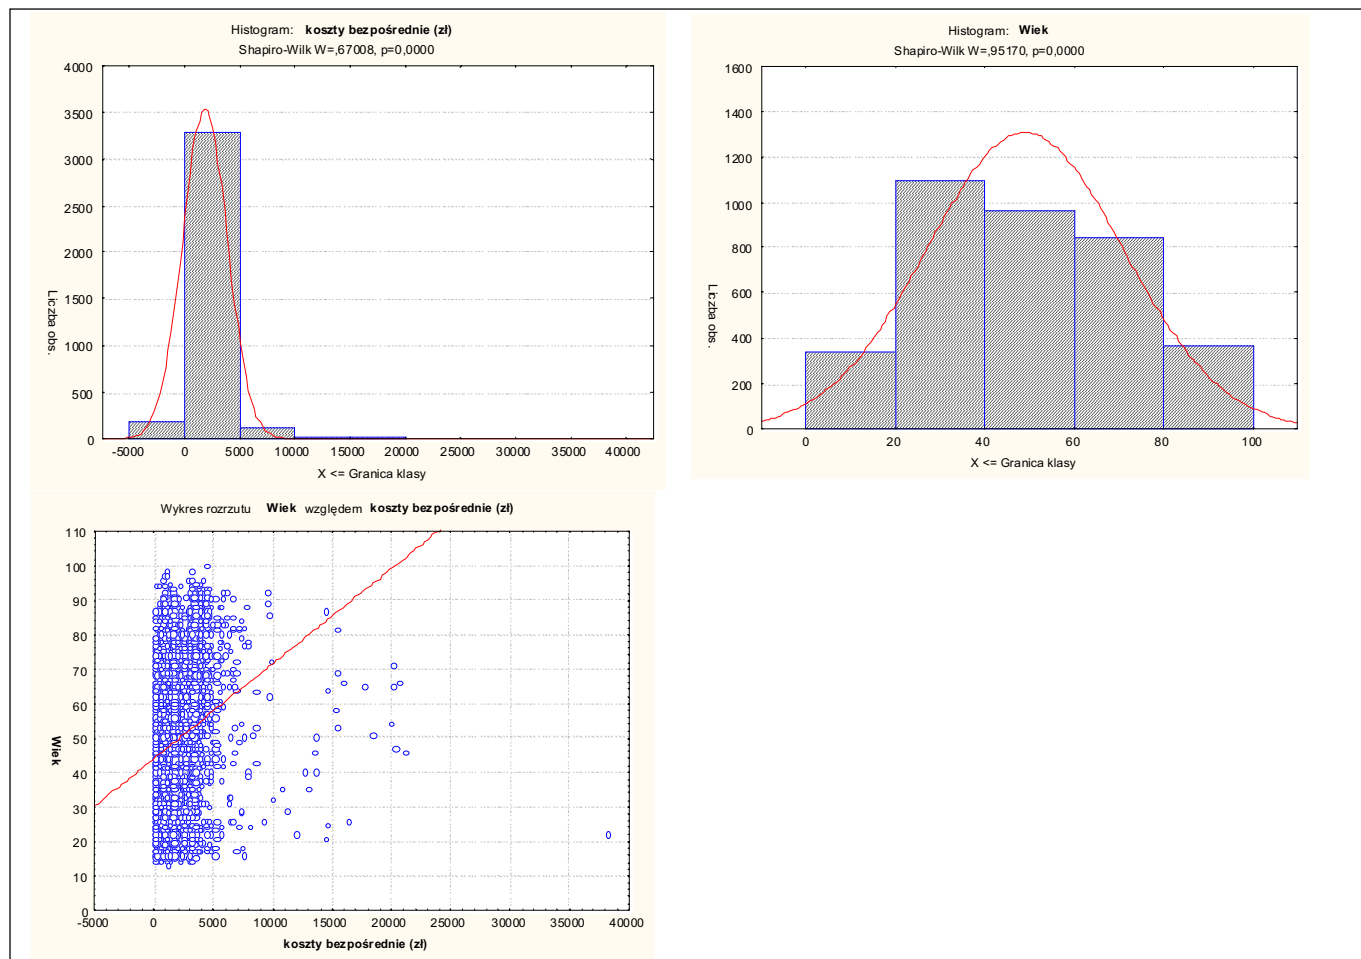 Histogram: koszty bezpośrednie (zł)
Shapiro-Wilk W=,67008, p=0,0000
4000
3500
3000
2500
2000
1500
1000
500
0
Liczba obs.
-5000 0 5000 10000 15000 20000 25000 30000 35000 40000
X <= Granica klasy
Histogram: Wiek
Shapiro-Wilk W=,95170, p=0,0000
1600
1400
1200
1000
800
600
400
200
0
Liczba obs.
0 20 40 60 80 100
X <= Granica klasy
Wykres rozrzutu Wiek względem koszty bezpośrednie (zł)
110
100
90
80
70
60
50
40
30
20
10
0
Wiek
-5000 0 5000 10000 15000 20000 25000 30000 35000 40000
koszty bezpośrednie (zł)